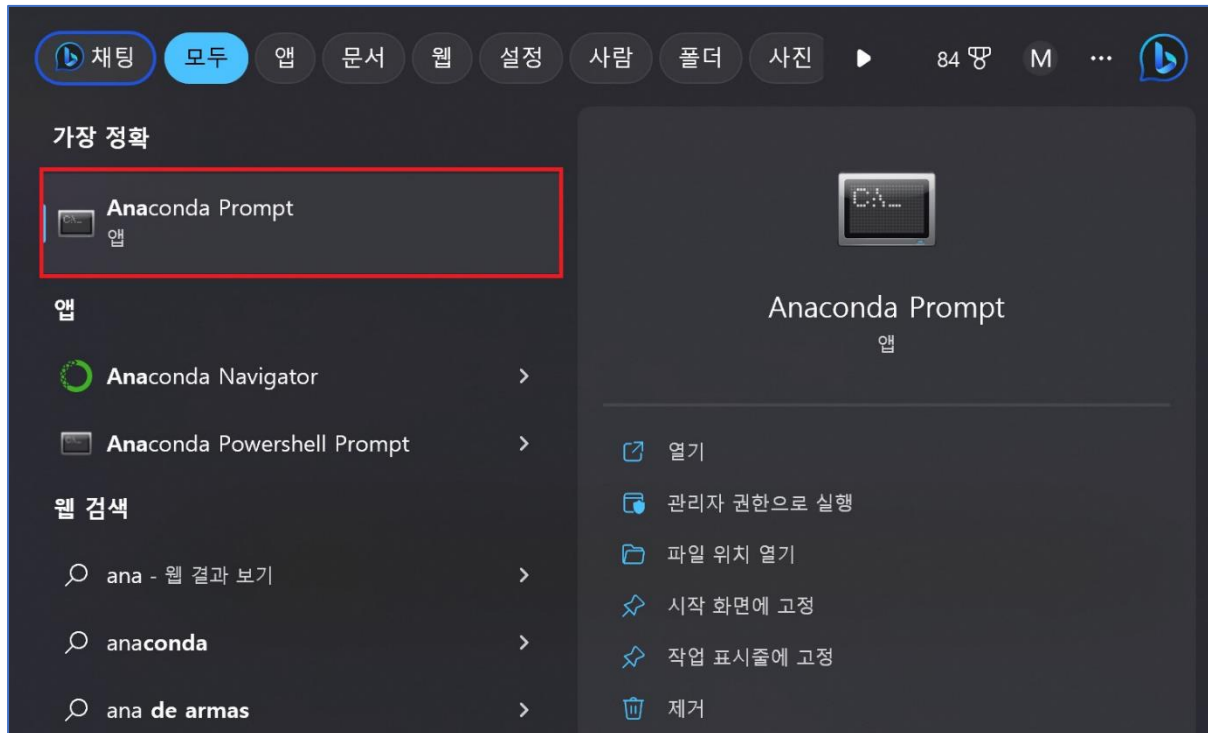 채팅 모두 앱 문서 웹 설정 사람 폴더 사진 84 M
가장 정확
Anaconda Prompt
앱
앱
Anaconda Navigator
Anaconda Powershell Prompt
웹 검색
ana - 웹 결과 보기
anaconda
ana de armas
C:\_
Anaconda Prompt
앱
열기
관리자 권한으로 실행
파일 위치 열기
시작 화면에 고정
작업 표시줄에 고정
제거